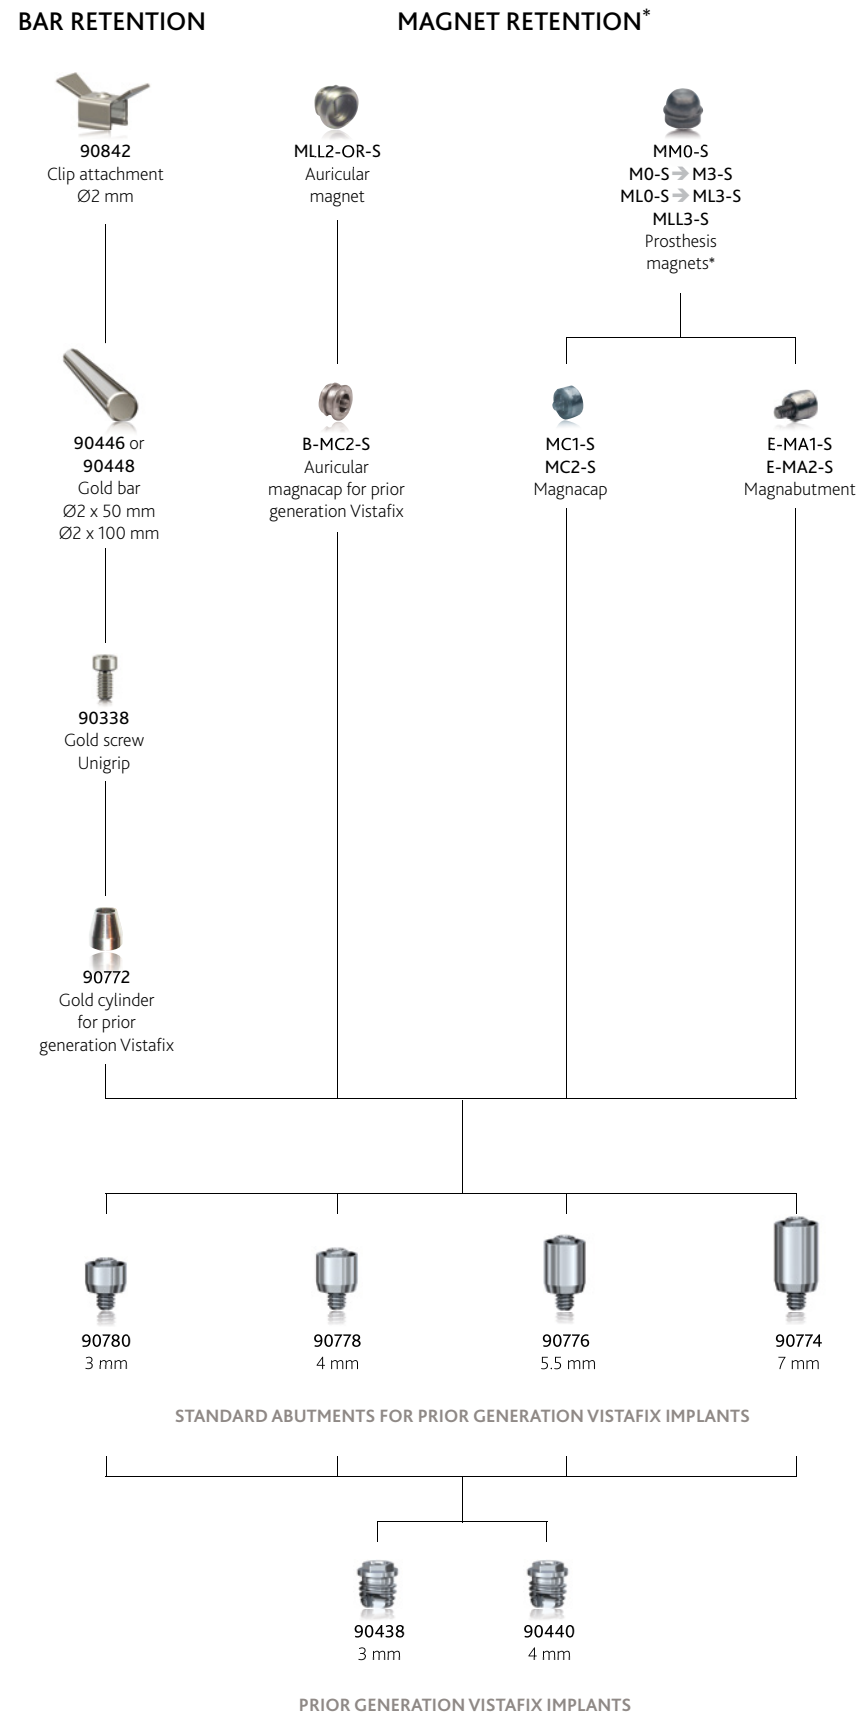 BAR RETENTION
MAGNET RETENTION*
90842
Clip attachment
Ø2 mm
MLL2-OR-S
Auricular
magnet
MM0-S
M0-S ➔ M3-S
ML0-S ➔ ML3-S
MLL3-S
Prosthesis
magnets*
90446 or
90448
Gold bar
Ø2 x 50 mm
Ø2 x 100 mm
B-MC2-S
Auricular
magnacap for prior
generation Vistafix
MC1-S
MC2-S
Magnacap
E-MA1-S
E-MA2-S
Magnabutment
90338
Gold screw
Unigrip
90772
Gold cylinder
for prior
generation Vistafix
90780
3 mm
90778
4 mm
90776
5.5 mm
90774
7 mm
STANDARD ABUTMENTS FOR PRIOR GENERATION VISTAFIX IMPLANTS
90438
3 mm
90440
4 mm
PRIOR GENERATION VISTAFIX IMPLANTS